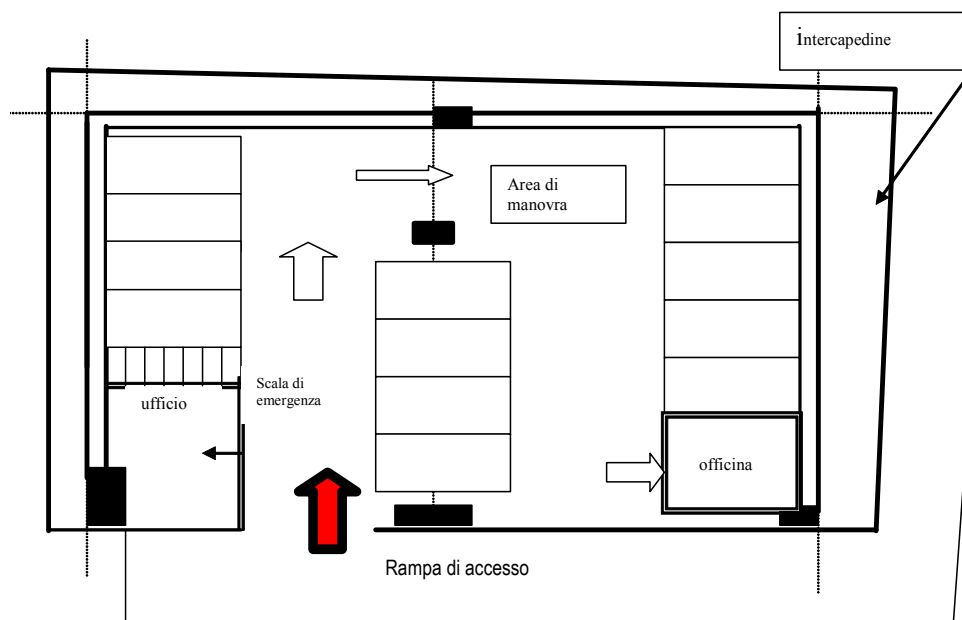 intercapedine
Area di
manovra
Scala di
emergenza
ufficio
officina
Rampa di accesso